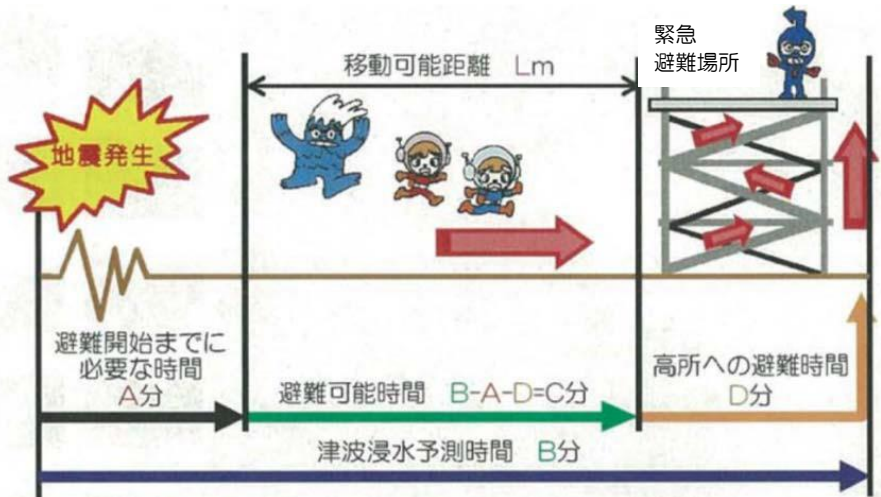 緊急
避難場所
移動可能距離 Lm
地震発生
避難開始までに
必要な時間
A分
避難可能時間 B-A-D=C分
高所への避難時間
D分
津波浸水予測時間 B分